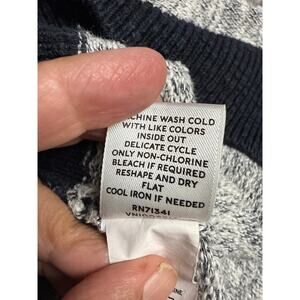 MACHINE WASH COLD
WITH LIKE COLORS
INSIDE OUT
DELICATE CYCLE
ONLY NON-CHLORINE
BLEACH IF REQUIRED
RESHAPE AND DRY
FLAT
COOL IRON IF NEEDED
RN71341